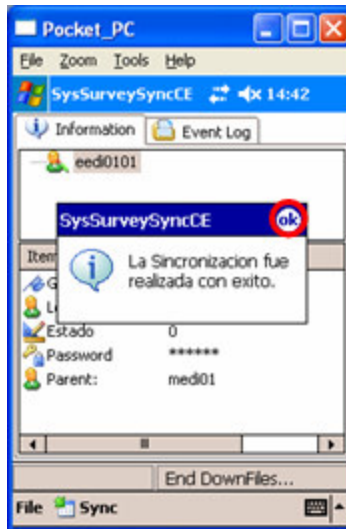 Pocket_PC
File Zoom Tools Help
SysSurveySyncCE 14:42
Information Event Log
eedi0101
SysSurveySyncCE ok
La Sincronizacion fue
realizada con exito.
Estado 0
Password ******
Parent: medi01
End DownFiles...
File Sync